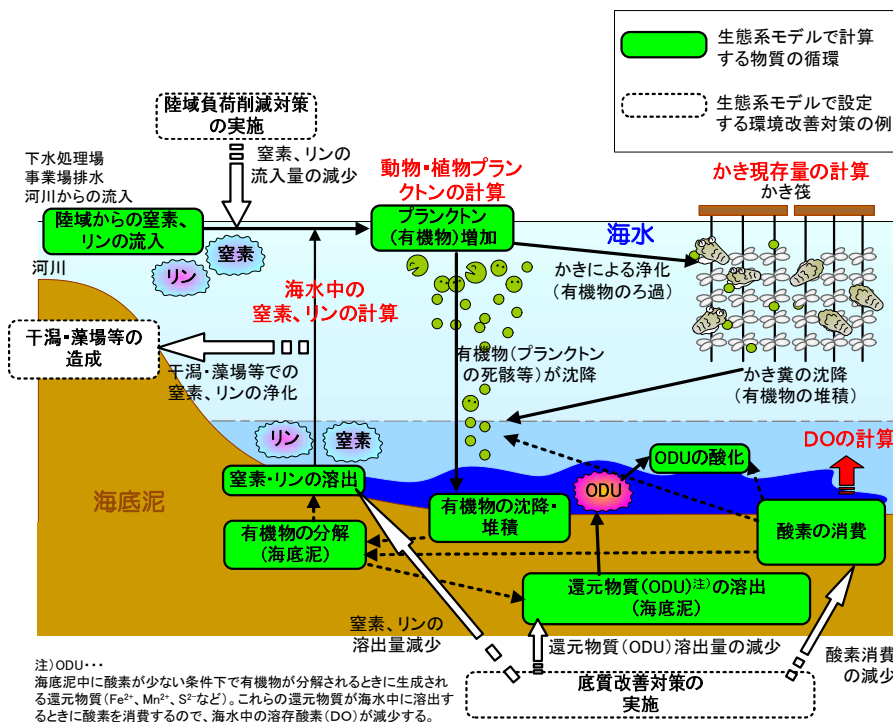 生態系モデルで計算
する物質の循環
生態系モデルで設定
する環境改善対策の例
陸域負荷削減対策
の実施
下水処理場
事業場排水
河川からの流入
窒素、リンの
流入量の減少
動物・植物プラン
クトンの計算
かき現存量の計算
かき筏
陸域からの窒素、
リンの流入
プランクトン
(有機物)増加
海水
河川
リン
窒素
かきによる浄化
(有機物のろ過)
海水中の
窒素、リンの計算
干潟・藻場等の
造成
干潟・藻場等での
窒素、リンの浄化
有機物(プランクトン
の死骸等)が沈降
かき糞の沈降
(有機物の堆積)
リン
窒素
DOの計算
ODUの酸化
窒素・リンの溶出
ODU
海底泥
有機物の沈降・
堆積
酸素の消費
有機物の分解
(海底泥)
還元物質(ODU)注)の溶出
(海底泥)
窒素、リンの
溶出量減少
還元物質(ODU)溶出量の減少
酸素消費
の減少
底質改善対策の
実施
注)ODU・・・
海底泥中に酸素が少ない条件下で有機物が分解されるときに生成され
る還元物質(Fe²⁺、Mn²⁺、S²⁻など)。これらの還元物質が海水中に溶出す
るときに酸素を消費するので、海水中の溶存酸素(DO)が減少する。